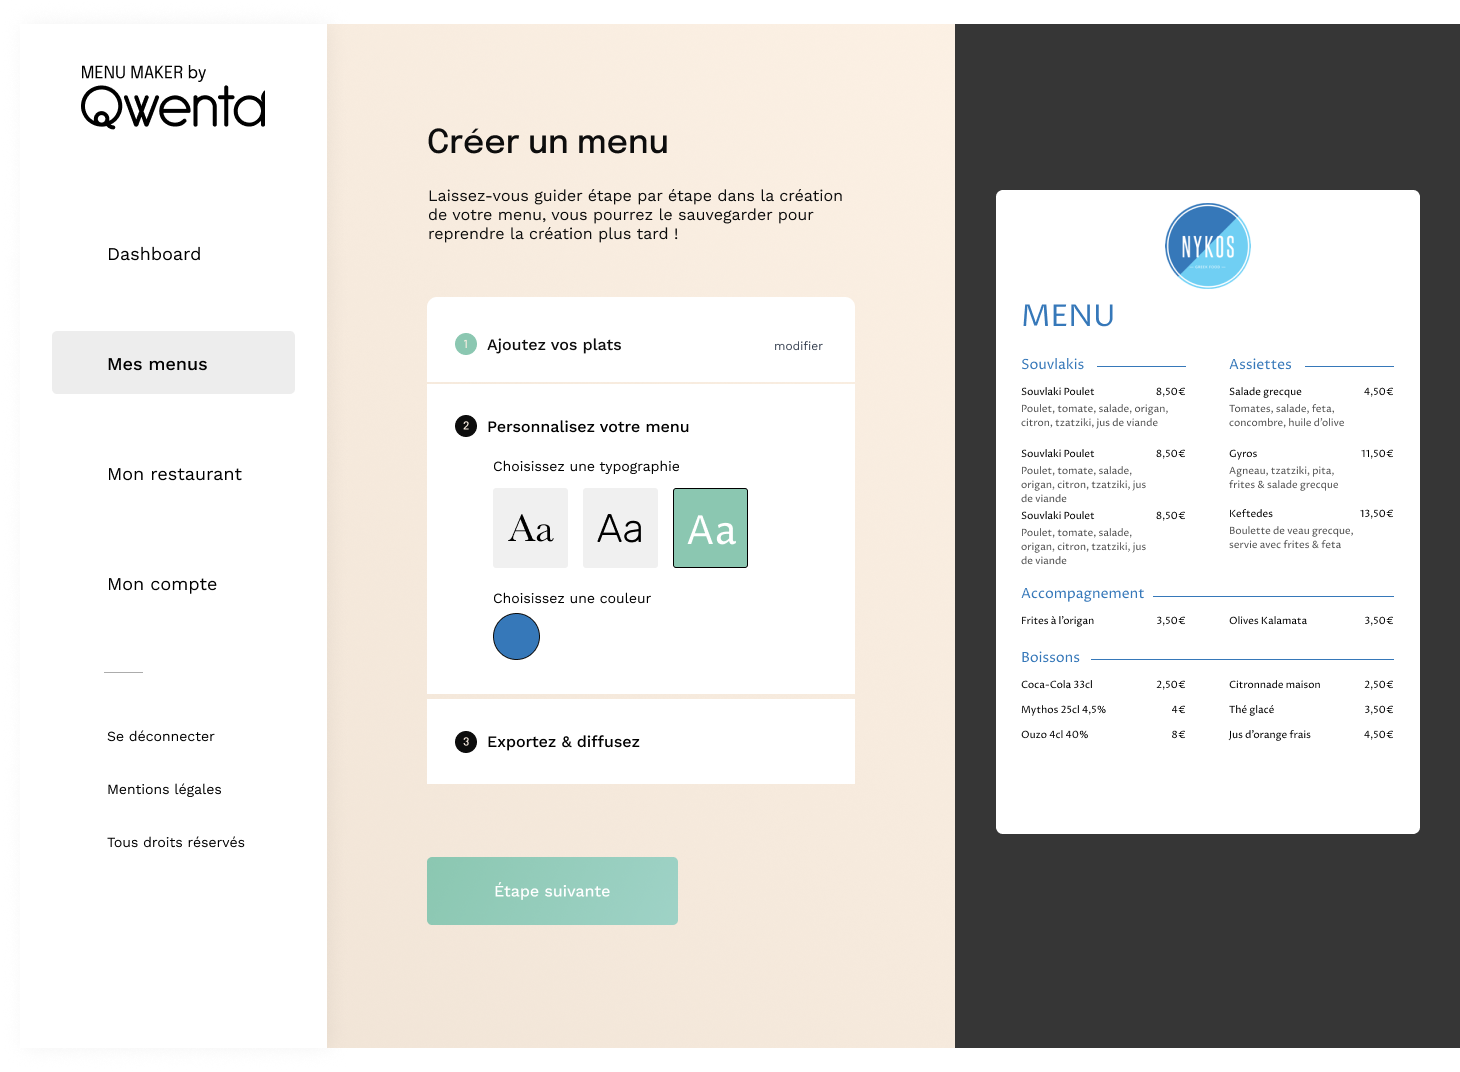 MENU MAKER by
Qwenta
Dashboard
Mes menus
Mon restaurant
Mon compte
Se déconnecter
Mentions légales
Tous droits réservés
Créer un menu
Laissez-vous guider étape par étape dans la création
de votre menu, vous pourrez le sauvegarder pour
reprendre la création plus tard !
1 Ajoutez vos plats modifier
2 Personnalisez votre menu
Choisissez une typographie
Aa Aa Aa
Choisissez une couleur
3 Exportez & diffusez
Étape suivante
NYKOS
MENU
Souvlakis
Souvlaki Poulet 8,50€
Poulet, tomate, salade, origan,
citron, tzatziki, jus de viande
Souvlaki Poulet 8,50€
Poulet, tomate, salade,
origan, citron, tzatziki, jus
de viande
Souvlaki Poulet 8,50€
Poulet, tomate, salade,
origan, citron, tzatziki, jus
de viande
Assiettes
Salade grecque 4,50€
Tomates, salade, feta,
concombre, huile d'olive
Gyros 11,50€
Agneau, tzatziki, pita,
frites & salade grecque
Keftedes 13,50€
Boulette de veau grecque,
servie avec frites & feta
Accompagnement
Frites à l'origan 3,50€ Olives Kalamata 3,50€
Boissons
Coca-Cola 33cl 2,50€ Citronnade maison 2,50€
Mythos 25cl 4,5% 4€ Thé glacé 3,50€
Ouzo 4cl 40% 8€ Jus d'orange frais 4,50€